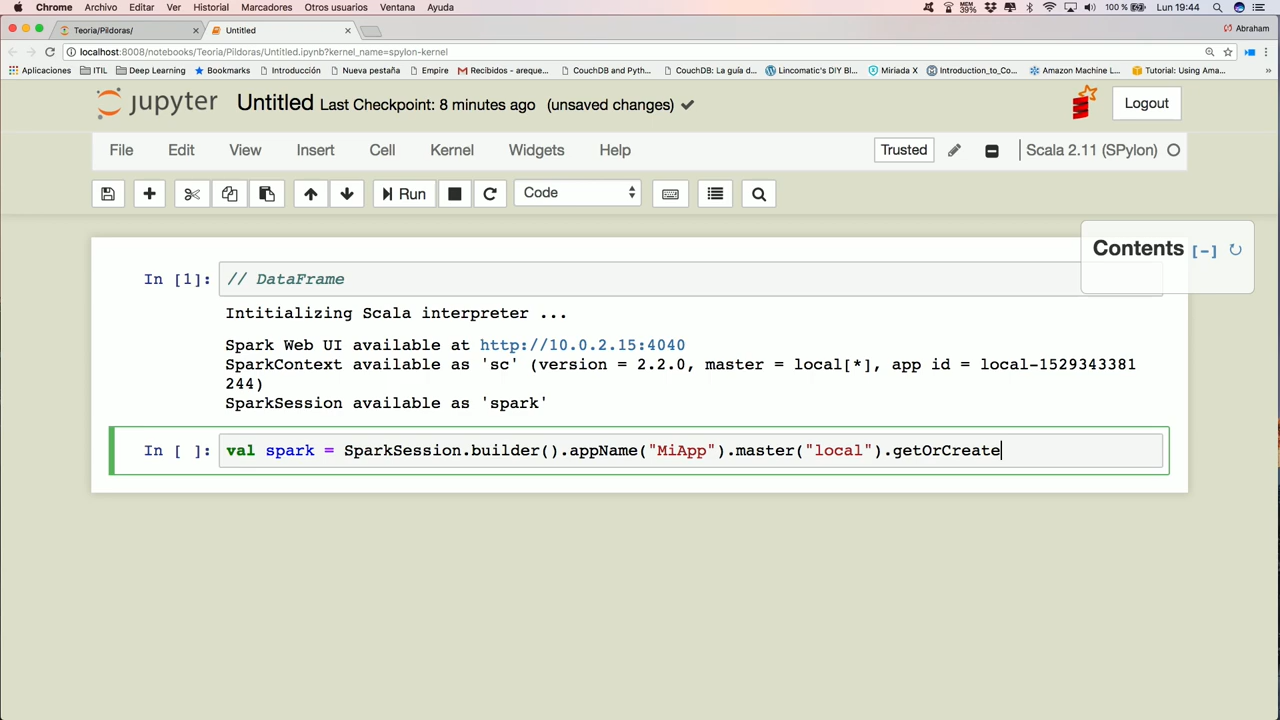 Chrome Archivo Editar Ver Historial Marcadores Otros usuarios Ventana Ayuda MEM 39% 100 % Lun 19:44
Teoria/Pildoras/ Untitled Abraham
localhost:8008/notebooks/Teoria/Pildoras/Untitled.ipynb?kernel_name=spylon-kernel
Aplicaciones ITIL Deep Learning Bookmarks Introducción Nueva pestaña Empire Recibidos - areque... CouchDB and Pyth... CouchDB: La guía d... Lincomatic's DIY Bl... Miriada X Introduction_to_Co... Amazon Machine L... Tutorial: Using Ama... »
jupyter Untitled Last Checkpoint: 8 minutes ago (unsaved changes) Logout
File Edit View Insert Cell Kernel Widgets Help Trusted Scala 2.11 (SPylon)
Run Code
Contents [-]
In [1]: // DataFrame
Intitializing Scala interpreter ...
Spark Web UI available at http://10.0.2.15:4040
SparkContext available as 'sc' (version = 2.2.0, master = local[*], app id = local-1529343381
244)
SparkSession available as 'spark'
In [ ]: val spark = SparkSession.builder().appName("MiApp").master("local").getOrCreate